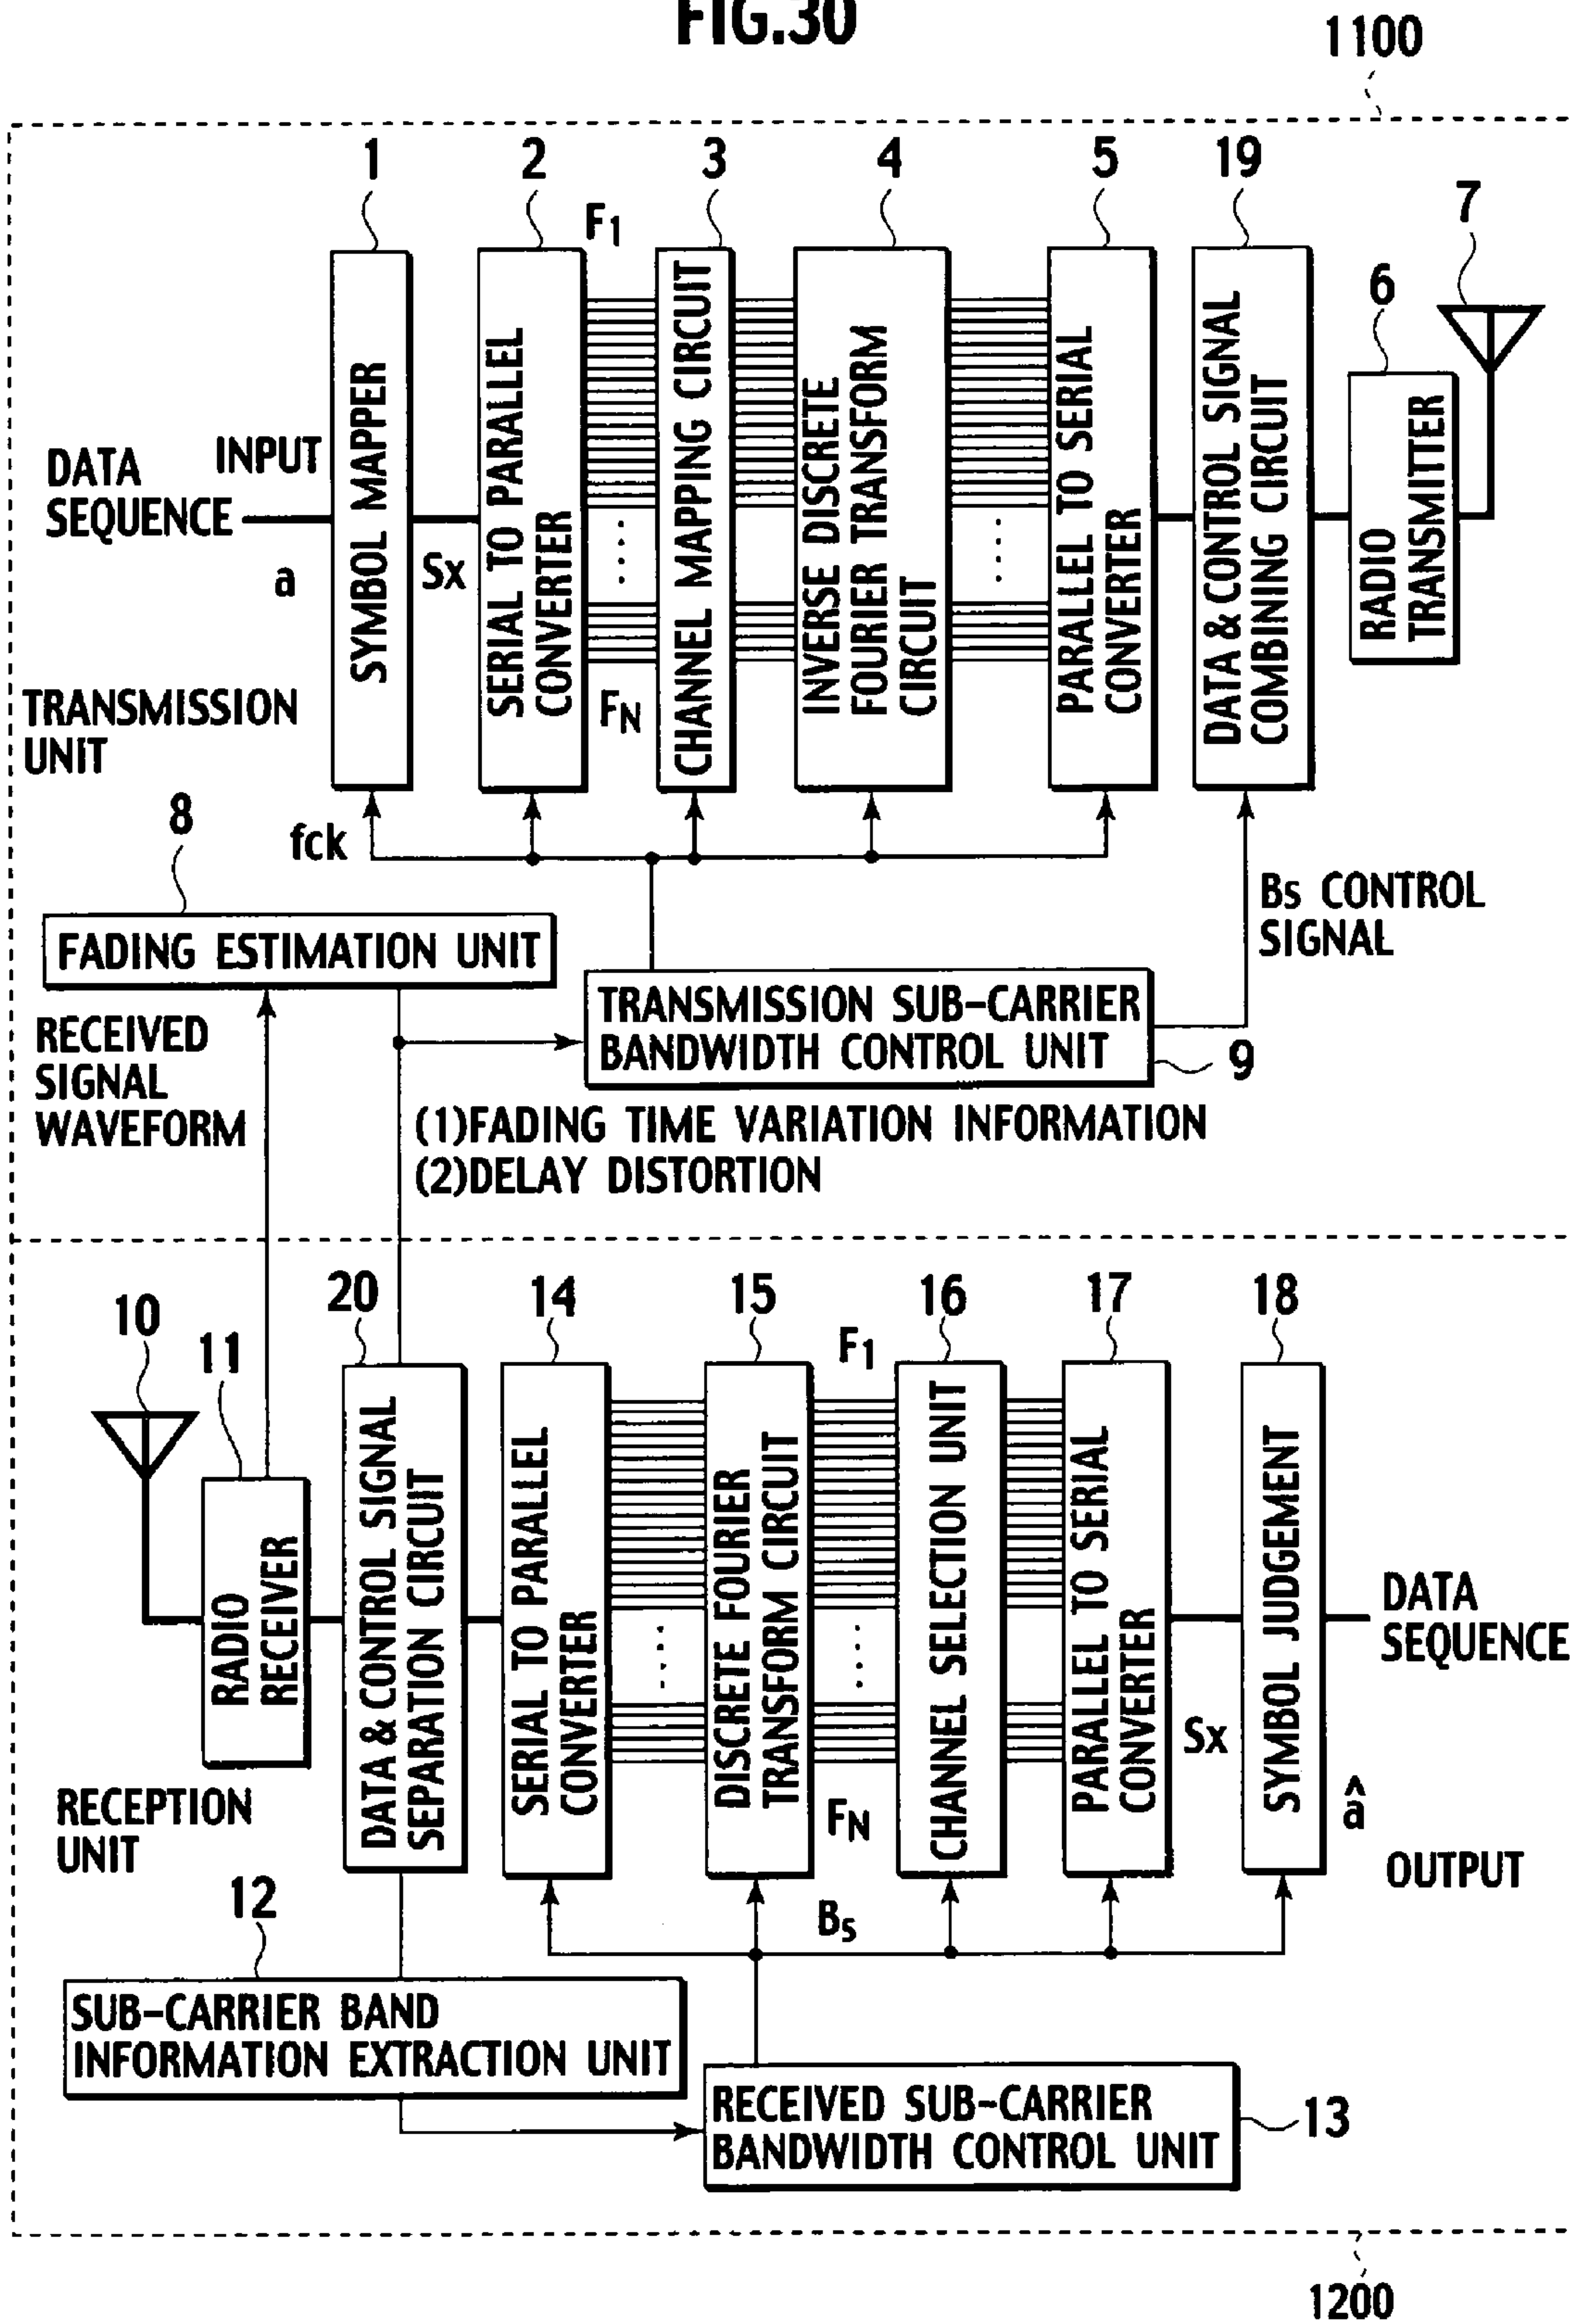 FIG.30
1100
1
2
3
4
5
19
7
6
F1
DATA
SEQUENCE
INPUT
a
SYMBOL MAPPER
Sx
SERIAL TO PARALLEL
CONVERTER
FN
CHANNEL MAPPING CIRCUIT
INVERSE DISCRETE
FOURIER TRANSFORM
CIRCUIT
PARALLEL TO SERIAL
CONVERTER
DATA & CONTROL SIGNAL
COMBINING CIRCUIT
RADIO
TRANSMITTER
TRANSMISSION
UNIT
8
fck
BS CONTROL
SIGNAL
FADING ESTIMATION UNIT
TRANSMISSION SUB-CARRIER
BANDWIDTH CONTROL UNIT
9
RECEIVED
SIGNAL
WAVEFORM
(1)FADING TIME VARIATION INFORMATION
(2)DELAY DISTORTION
10
11
20
14
15
16
17
18
F1
RADIO
RECEIVER
DATA & CONTROL SIGNAL
SEPARATION CIRCUIT
SERIAL TO PARALLEL
CONVERTER
DISCRETE FOURIER
TRANSFORM CIRCUIT
FN
CHANNEL SELECTION UNIT
PARALLEL TO SERIAL
CONVERTER
Sx
SYMBOL JUDGEMENT
DATA
SEQUENCE
â
OUTPUT
RECEPTION
UNIT
12
BS
SUB-CARRIER BAND
INFORMATION EXTRACTION UNIT
RECEIVED SUB-CARRIER
BANDWIDTH CONTROL UNIT
13
1200